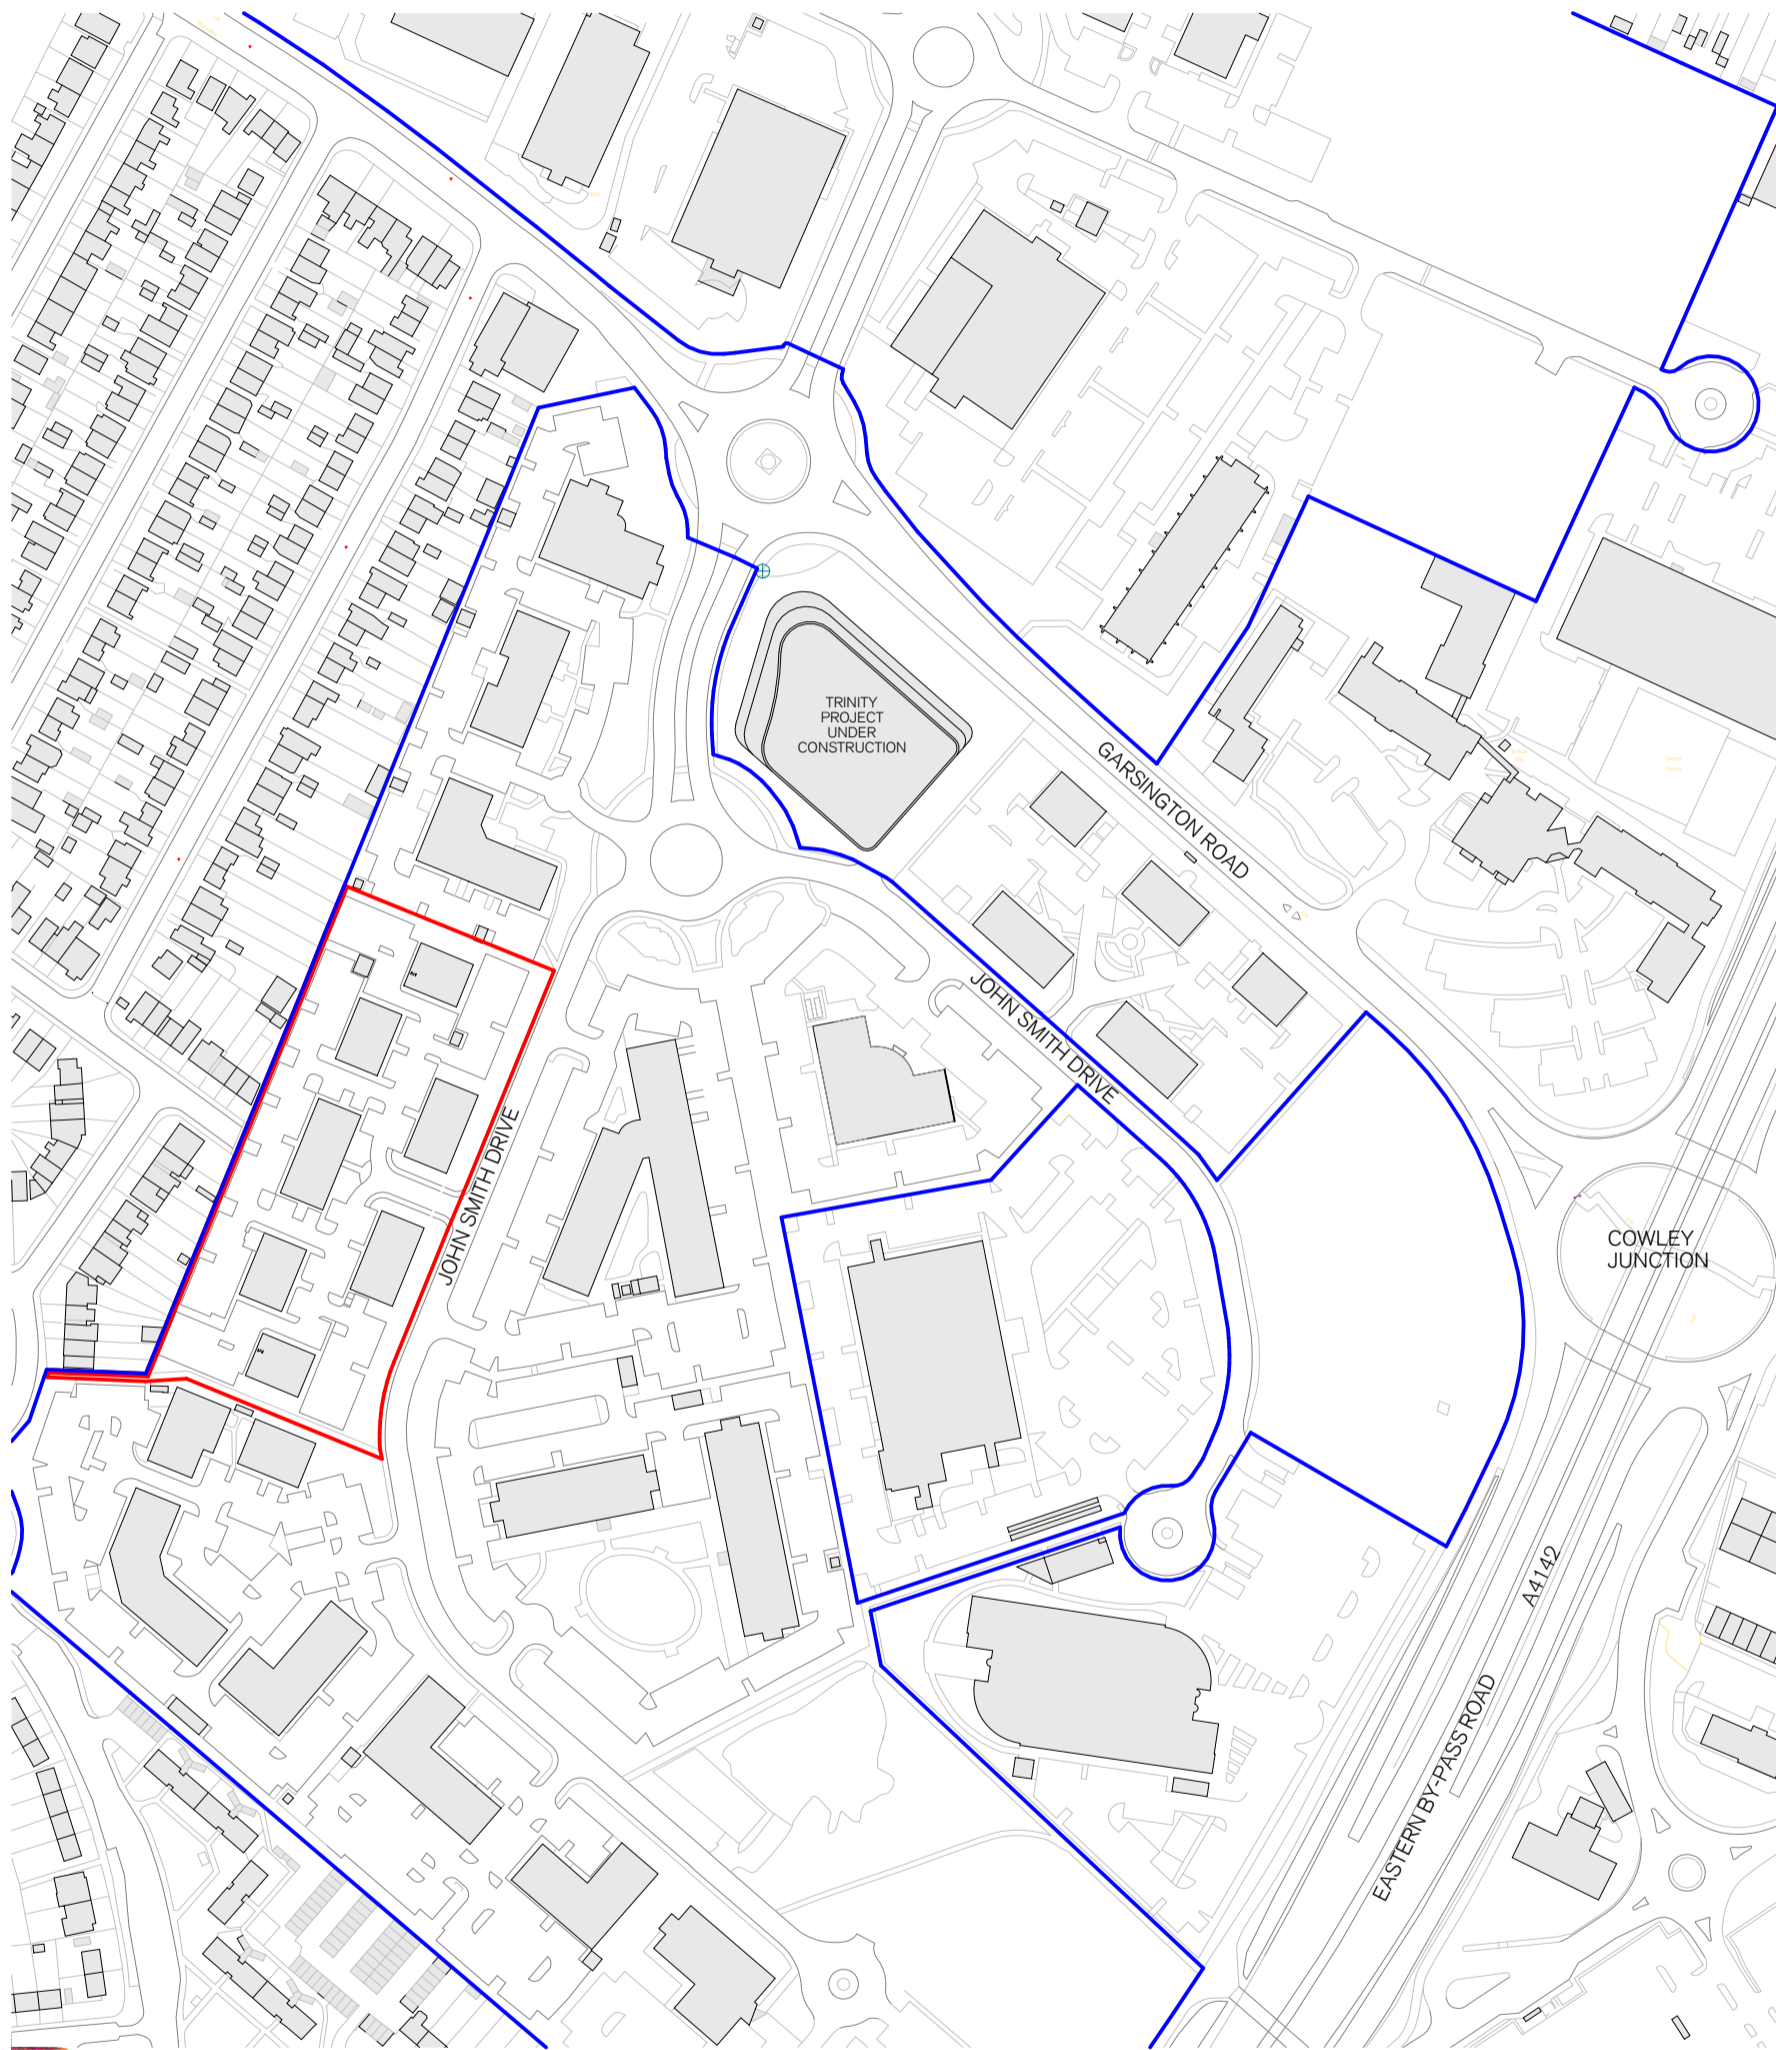 TRINITY
PROJECT
UNDER
CONSTRUCTION
GARSINGTON ROAD
JOHN SMITH DRIVE
JOHN SMITH DRIVE
COWLEY
JUNCTION
A4142
EASTERN BY-PASS ROAD